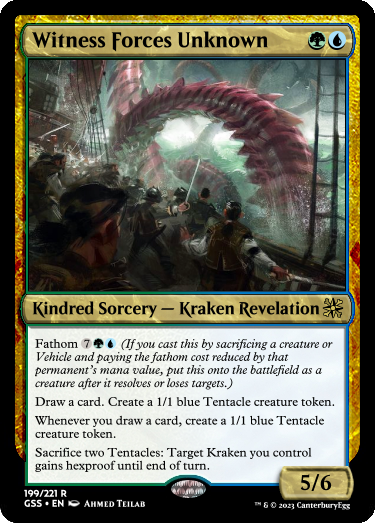 Witness Forces Unknown
Kindred Sorcery — Kraken Revelation
Fathom 7 (If you cast this by sacrificing a creature or
Vehicle and paying the fathom cost reduced by that
permanent's mana value, put this onto the battlefield as a
creature after it resolves or loses targets.)
Draw a card. Create a 1/1 blue Tentacle creature token.
Whenever you draw a card, create a 1/1 blue Tentacle
creature token.
Sacrifice two Tentacles: Target Kraken you control
gains hexproof until end of turn.
5/6
199/221 R
GSS • EN AHMED TEILAB
™ & © 2023 CanterburyEgg